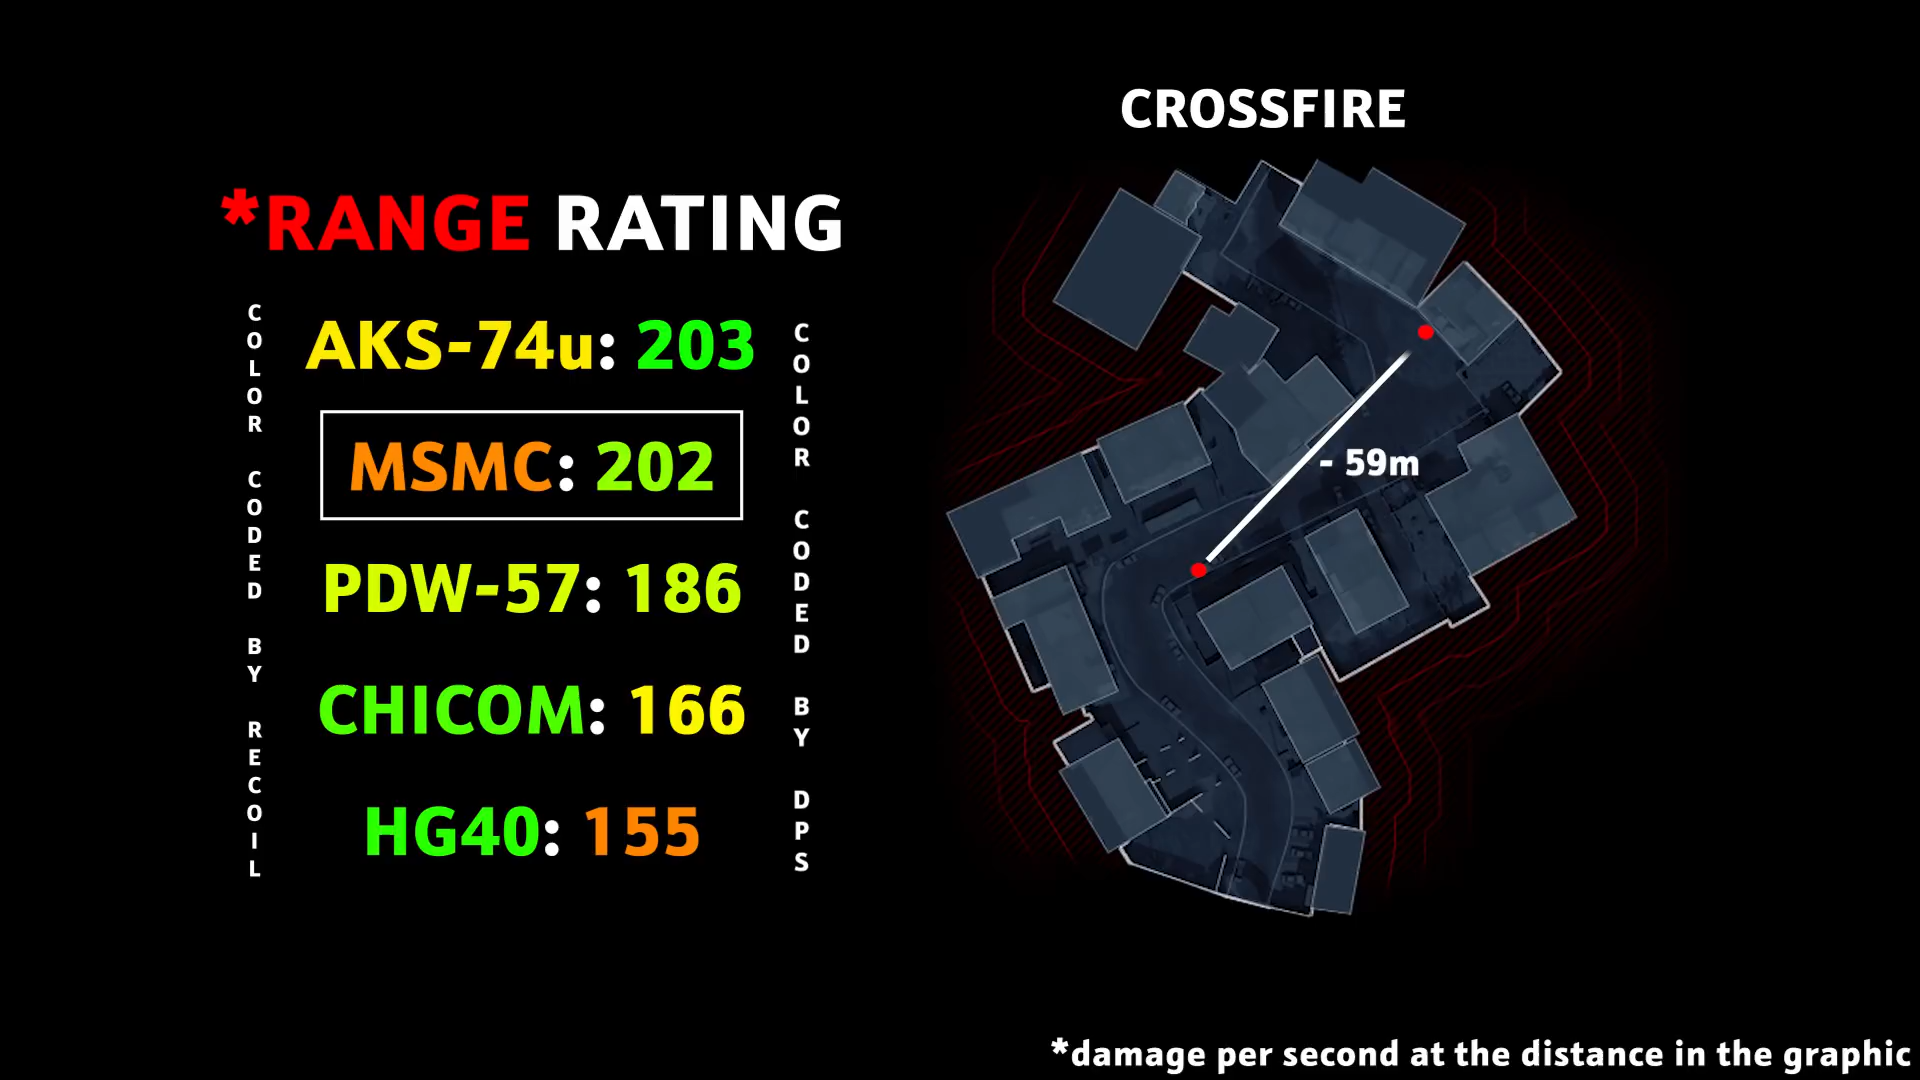 CROSSFIRE
*RANGE RATING
COLOR CODED BY RECOIL
AKS-74u: 203
MSMC: 202
PDW-57: 186
CHICOM: 166
HG40: 155
COLOR CODED BY DPS
- 59m
*damage per second at the distance in the graphic